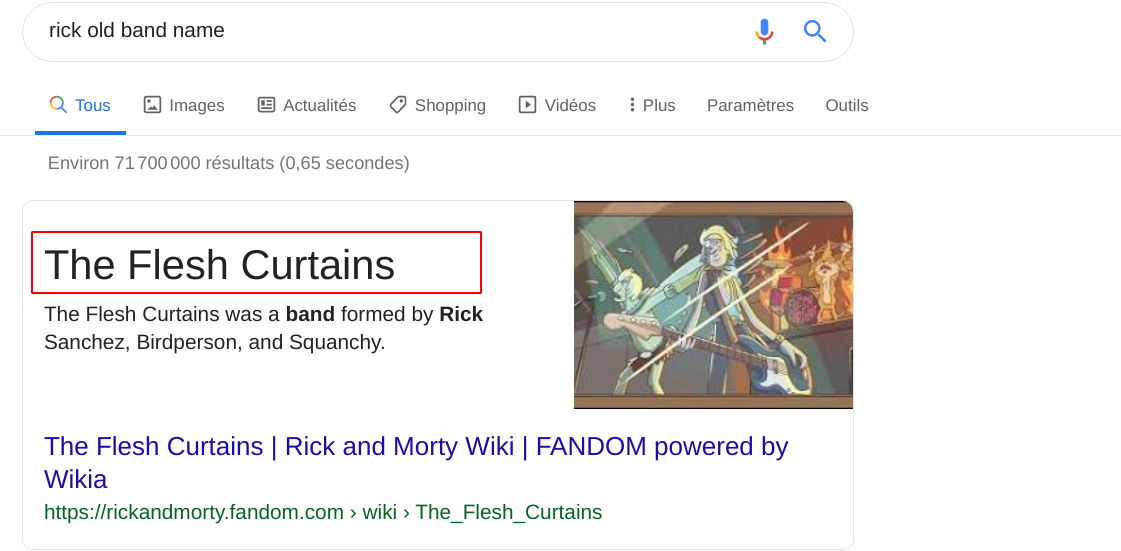 rick old band name
Tous Images Actualités Shopping Vidéos Plus Paramètres Outils
Environ 71 700 000 résultats (0,65 secondes)
The Flesh Curtains
The Flesh Curtains was a band formed by Rick
Sanchez, Birdperson, and Squanchy.
The Flesh Curtains | Rick and Morty Wiki | FANDOM powered by
Wikia
https://rickandmorty.fandom.com › wiki › The_Flesh_Curtains